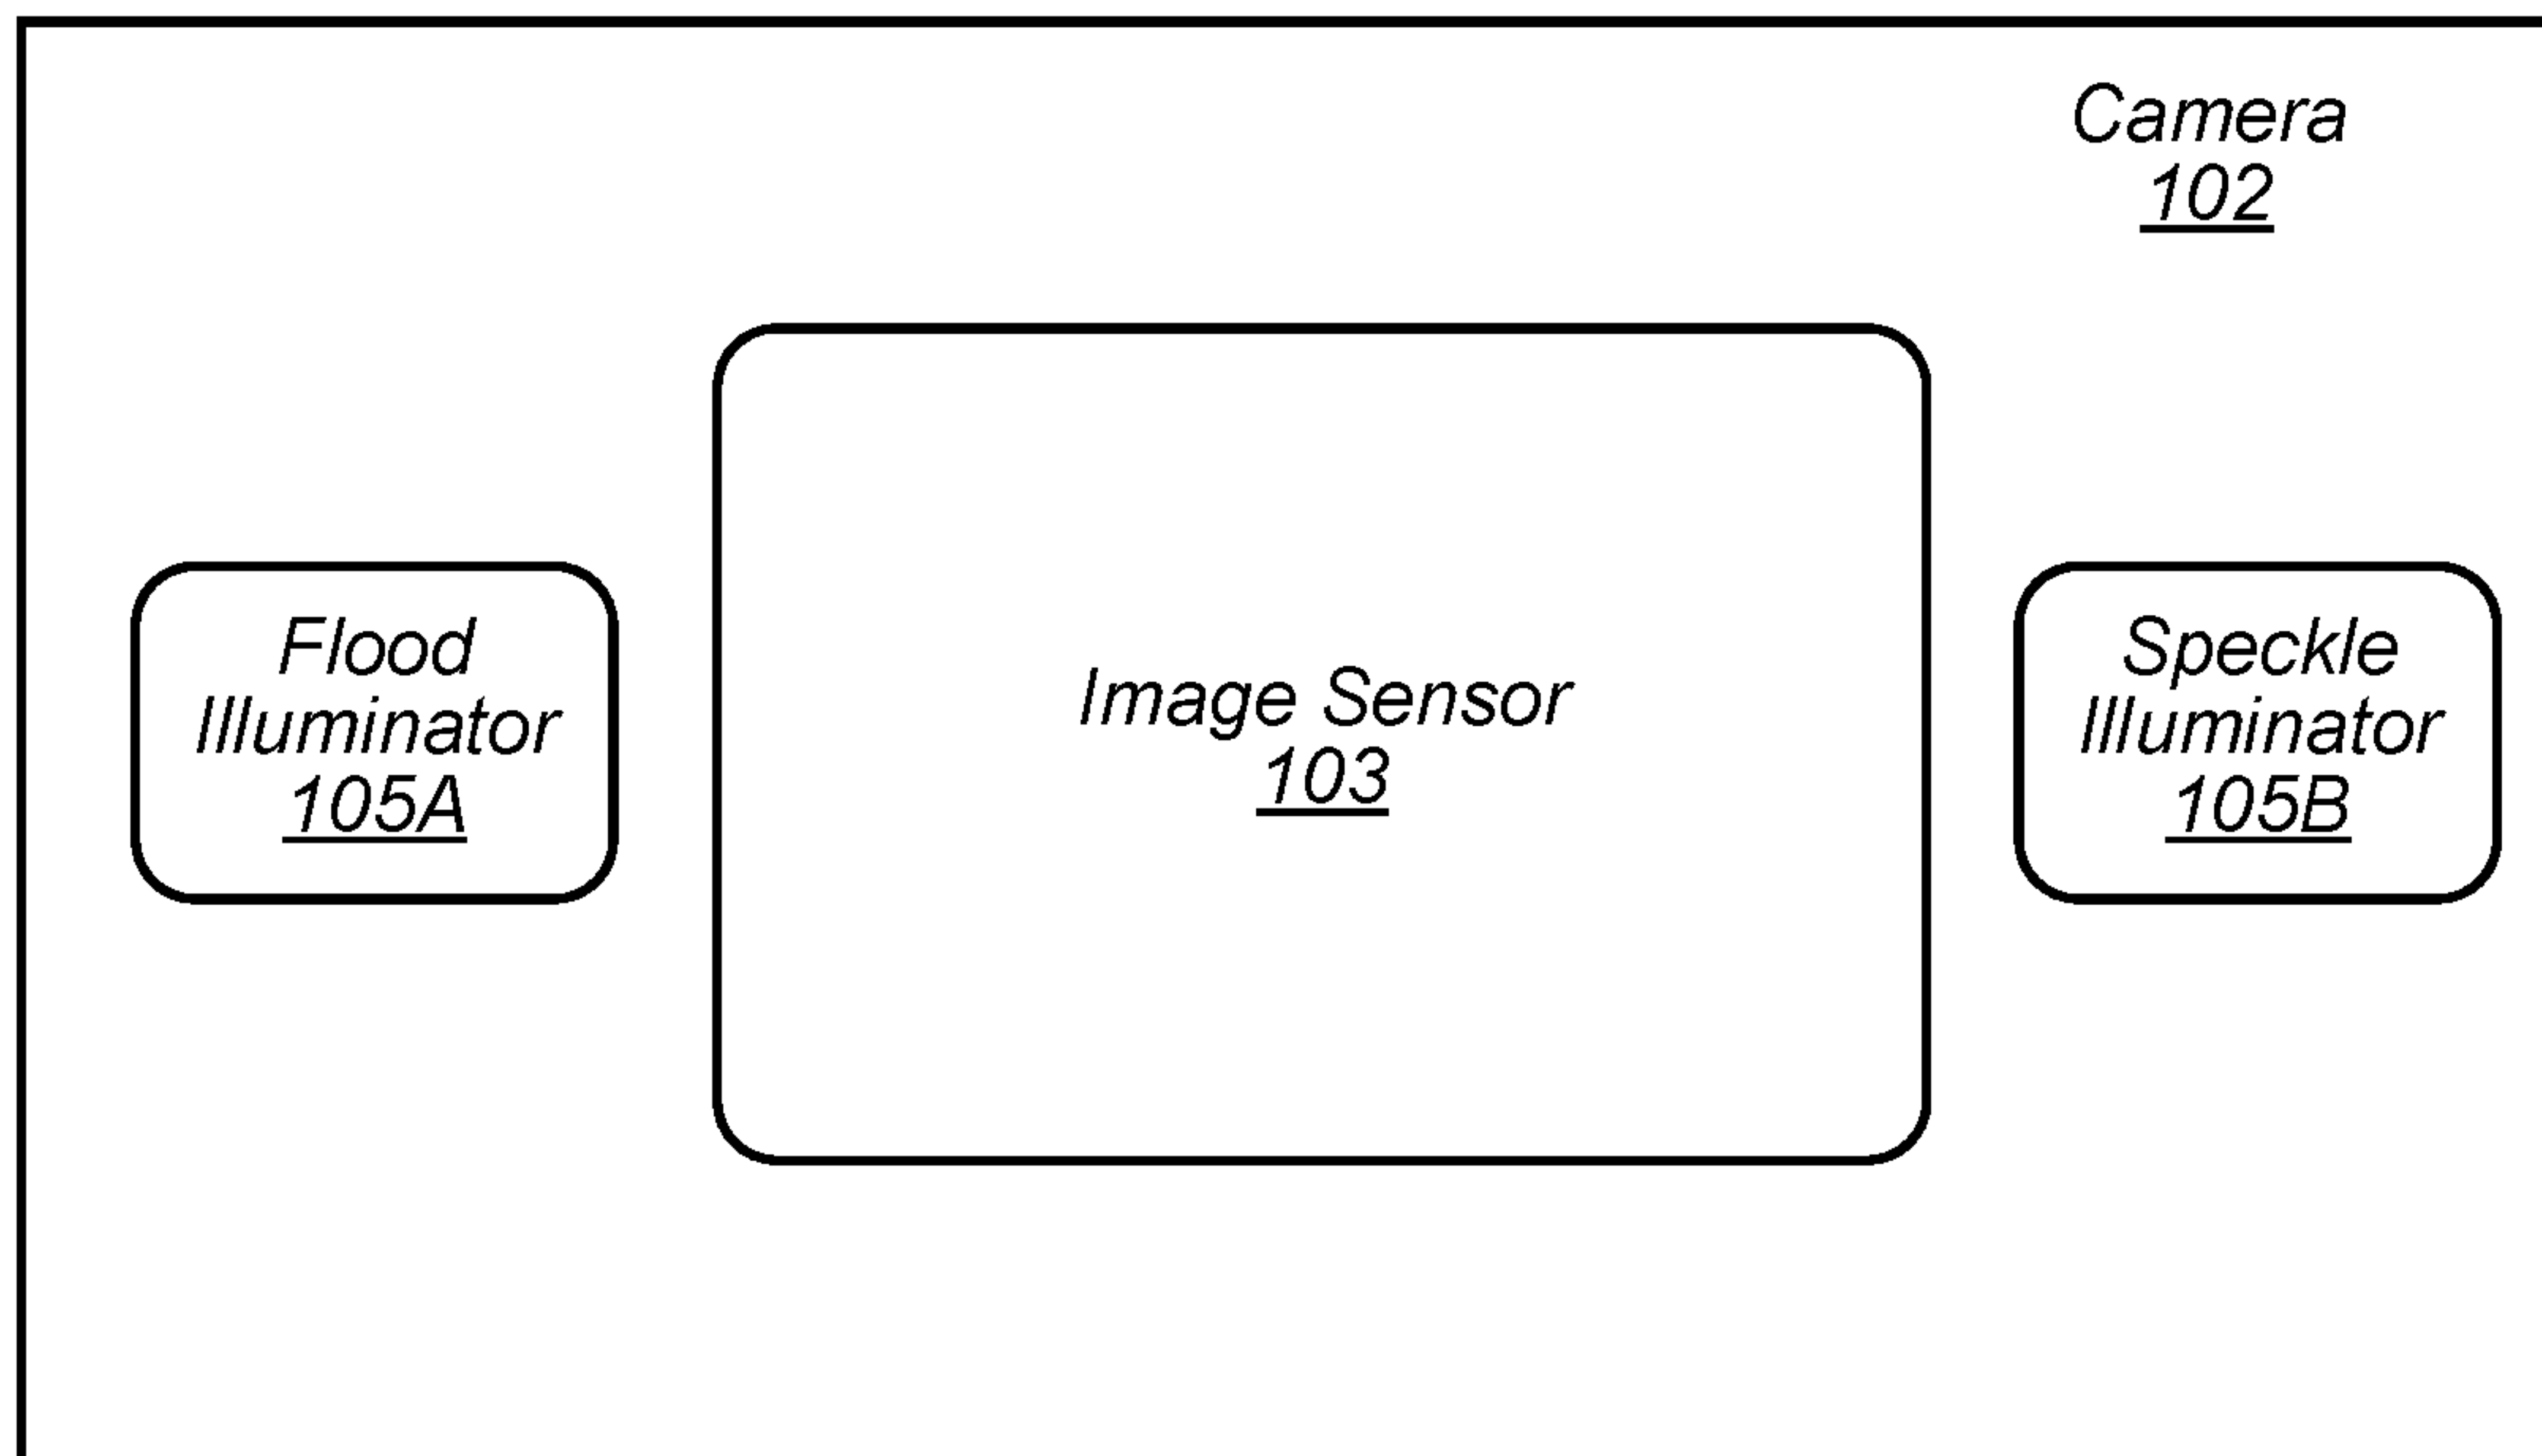 Camera
102
Flood
Illuminator
105A
Image Sensor
103
Speckle
Illuminator
105B